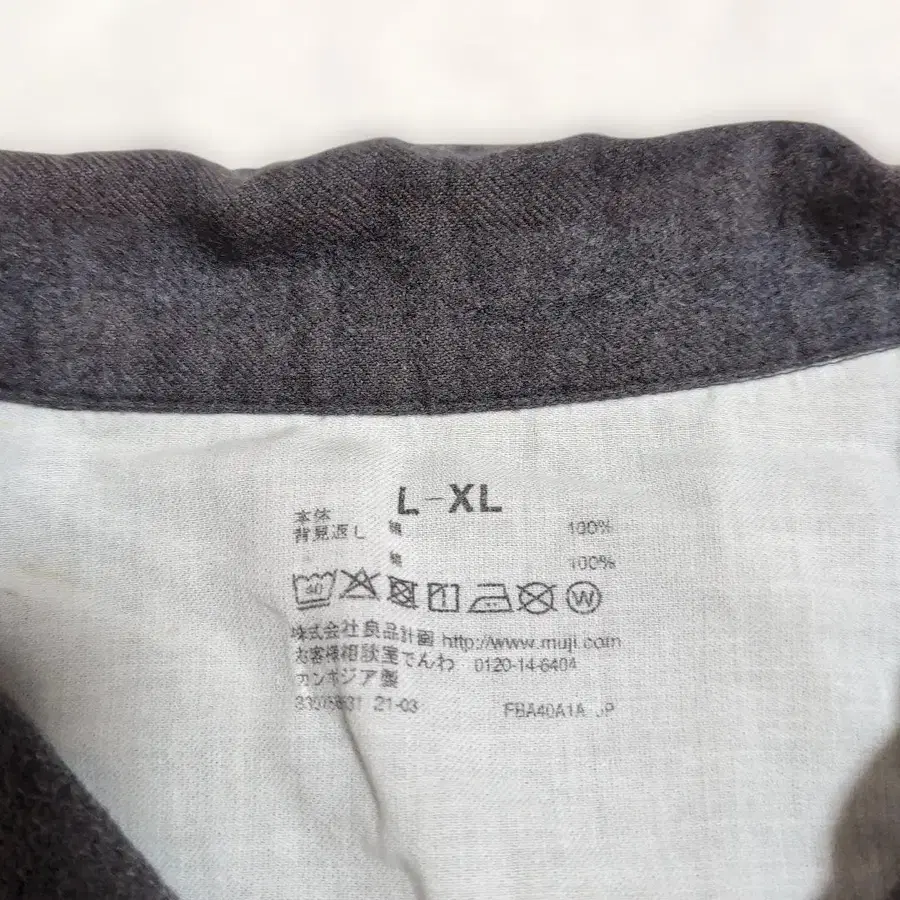 L-XL
本体 綿 100%
背見返し
綿 100%
40 W
株式会社良品計画 http://www.muji.com
お客様相談室でんわ 0120-14-6404
カンボジア製
21-03 FBA40A1A JP